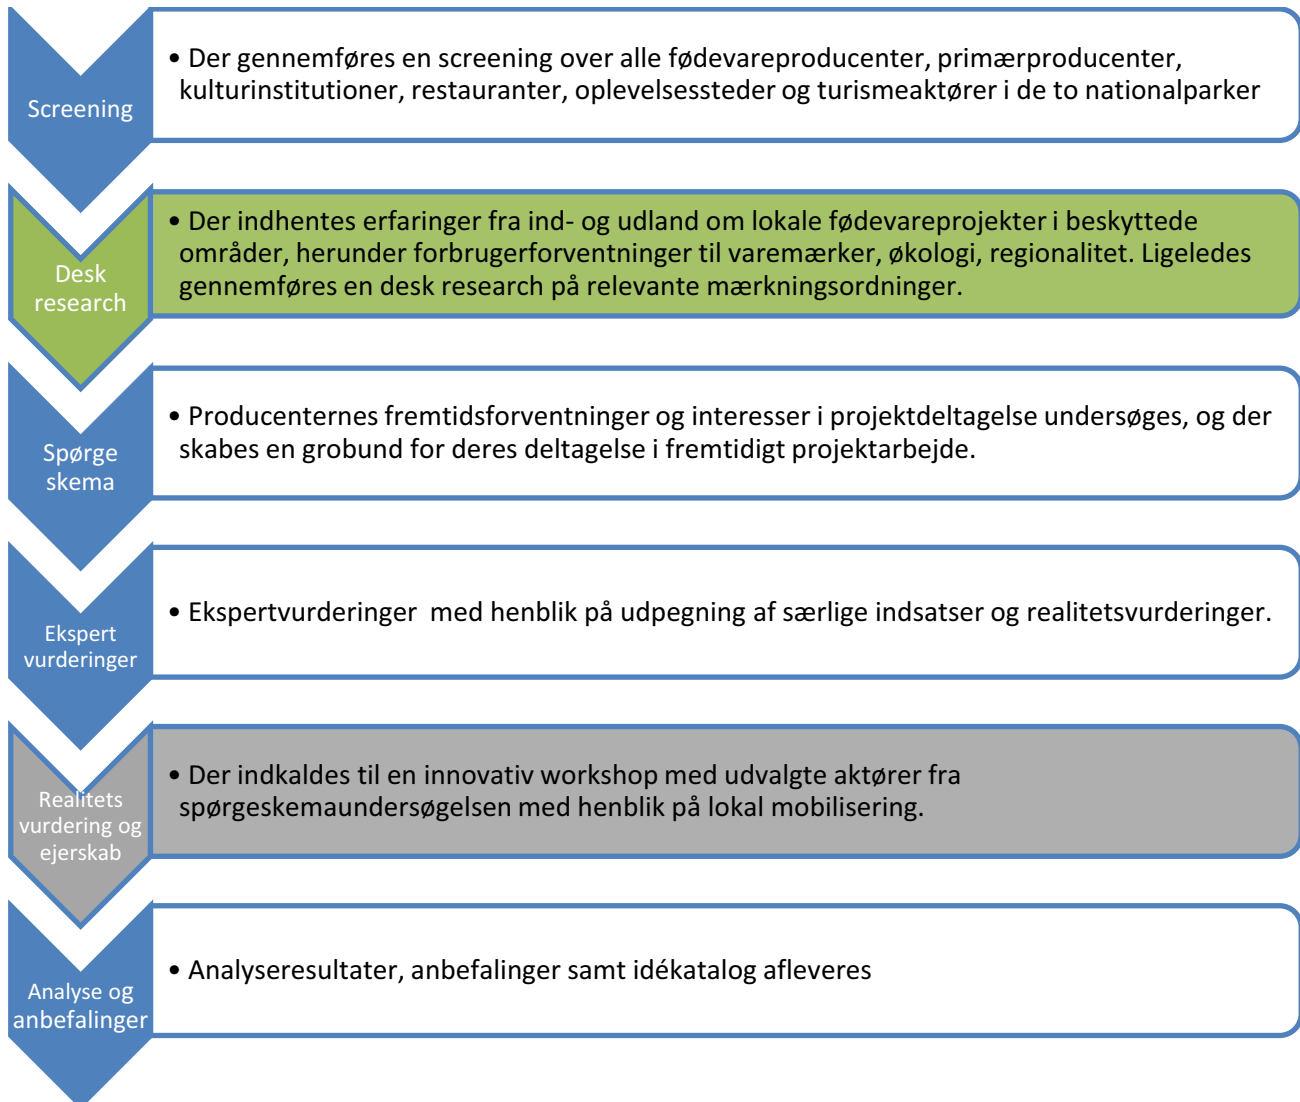 Screening
• Der gennemføres en screening over alle fødevareproducenter, primærproducenter,
kulturinstitutioner, restauranter, oplevelsessteder og turismeaktører i de to nationalparker
Desk
research
• Der indhentes erfaringer fra ind- og udland om lokale fødevareprojekter i beskyttede
områder, herunder forbrugerforventninger til varemærker, økologi, regionalitet. Ligeledes
gennemføres en desk research på relevante mærkningsordninger.
Spørge
skema
• Producenternes fremtidsforventninger og interesser i projektdeltagelse undersøges, og der
skabes en grobund for deres deltagelse i fremtidigt projektarbejde.
Ekspert
vurderinger
• Ekspertvurderinger  med henblik på udpegning af særlige indsatser og realitetsvurderinger.
Realitets
vurdering og
ejerskab
• Der indkaldes til en innovativ workshop med udvalgte aktører fra
spørgeskemaundersøgelsen med henblik på lokal mobilisering.
Analyse og
anbefalinger
• Analyseresultater, anbefalinger samt idékatalog afleveres